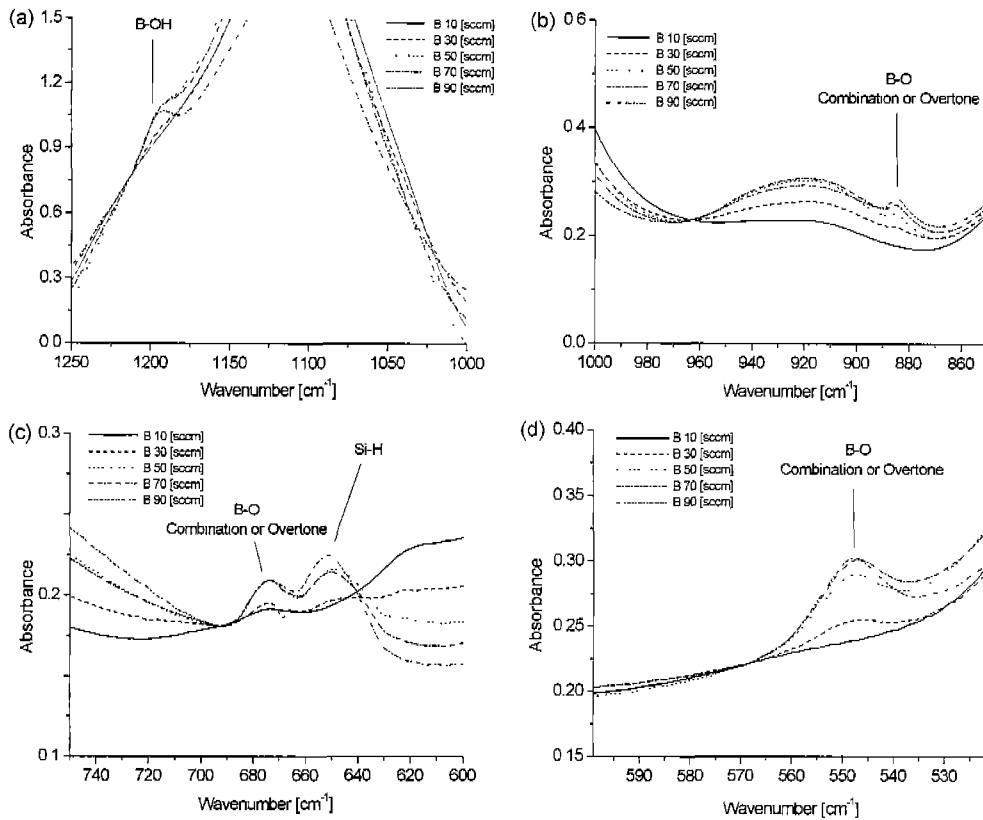 (a)
B-OH
B 10 [sccm]
B 30 [sccm]
B 50 [sccm]
B 70 [sccm]
B 90 [sccm]
1.5
1.2
0.9
0.6
0.3
0.0
Absorbance
1250
1200
1150
1100
1050
1000
Wavenumber [cm⁻¹]
(b)
B 10 [sccm]
B 30 [sccm]
B 50 [sccm]
B 70 [sccm]
B 90 [sccm]
B-O
Combination or Overtone
0.6
0.4
0.2
0.0
Absorbance
1000
980
960
940
920
900
880
860
Wavenumber [cm⁻¹]
(c)
B 10 [sccm]
B 30 [sccm]
B 50 [sccm]
B 70 [sccm]
B 90 [sccm]
Si-H
B-O
Combination or Overtone
0.3
0.2
0.1
Absorbance
740
720
700
680
660
640
620
600
Wavenumber [cm⁻¹]
(d)
B 10 [sccm]
B 30 [sccm]
B 50 [sccm]
B 70 [sccm]
B 90 [sccm]
B-O
Combination or Overtone
0.40
0.35
0.30
0.25
0.20
0.15
Absorbance
590
580
570
560
550
540
530
Wavenumber [cm⁻¹]